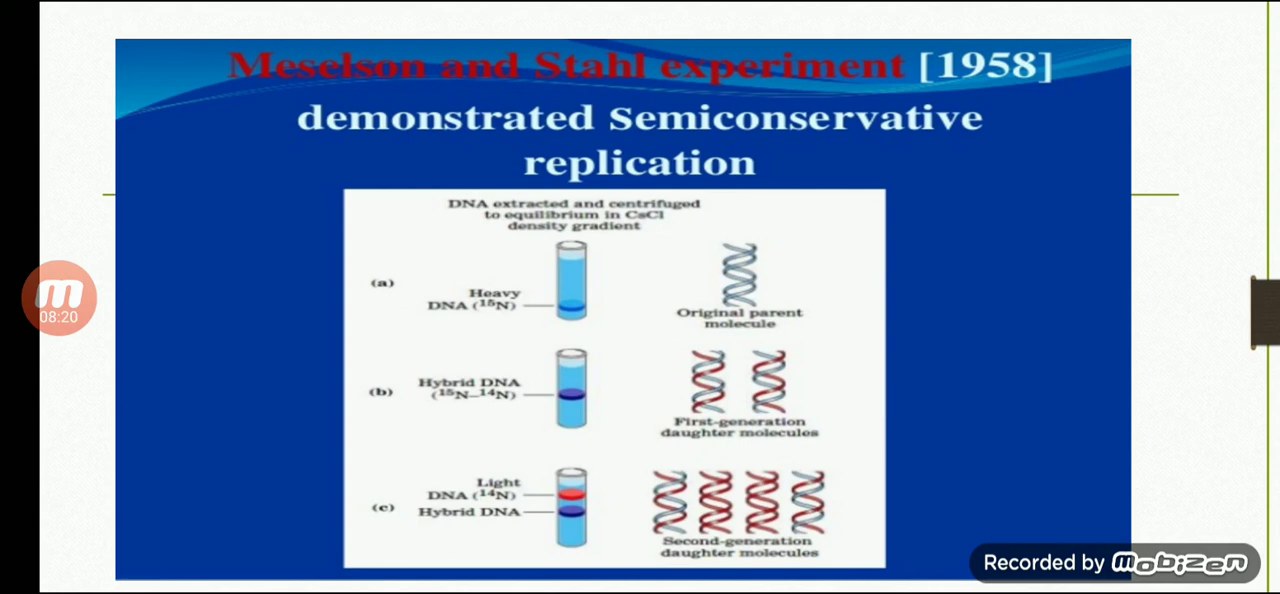 Meselson and Stahl experiment [1958]
demonstrated Semiconservative
replication
DNA extracted and centrifuged
to equilibrium in CsCl
density gradient
(a)
Heavy
DNA (¹⁵N)
Original parent
molecule
(b)
Hybrid DNA
(¹⁵N–¹⁴N)
First-generation
daughter molecules
(c)
Light
DNA (¹⁴N)
Hybrid DNA
Second-generation
daughter molecules
08:20
Recorded by Mobizen